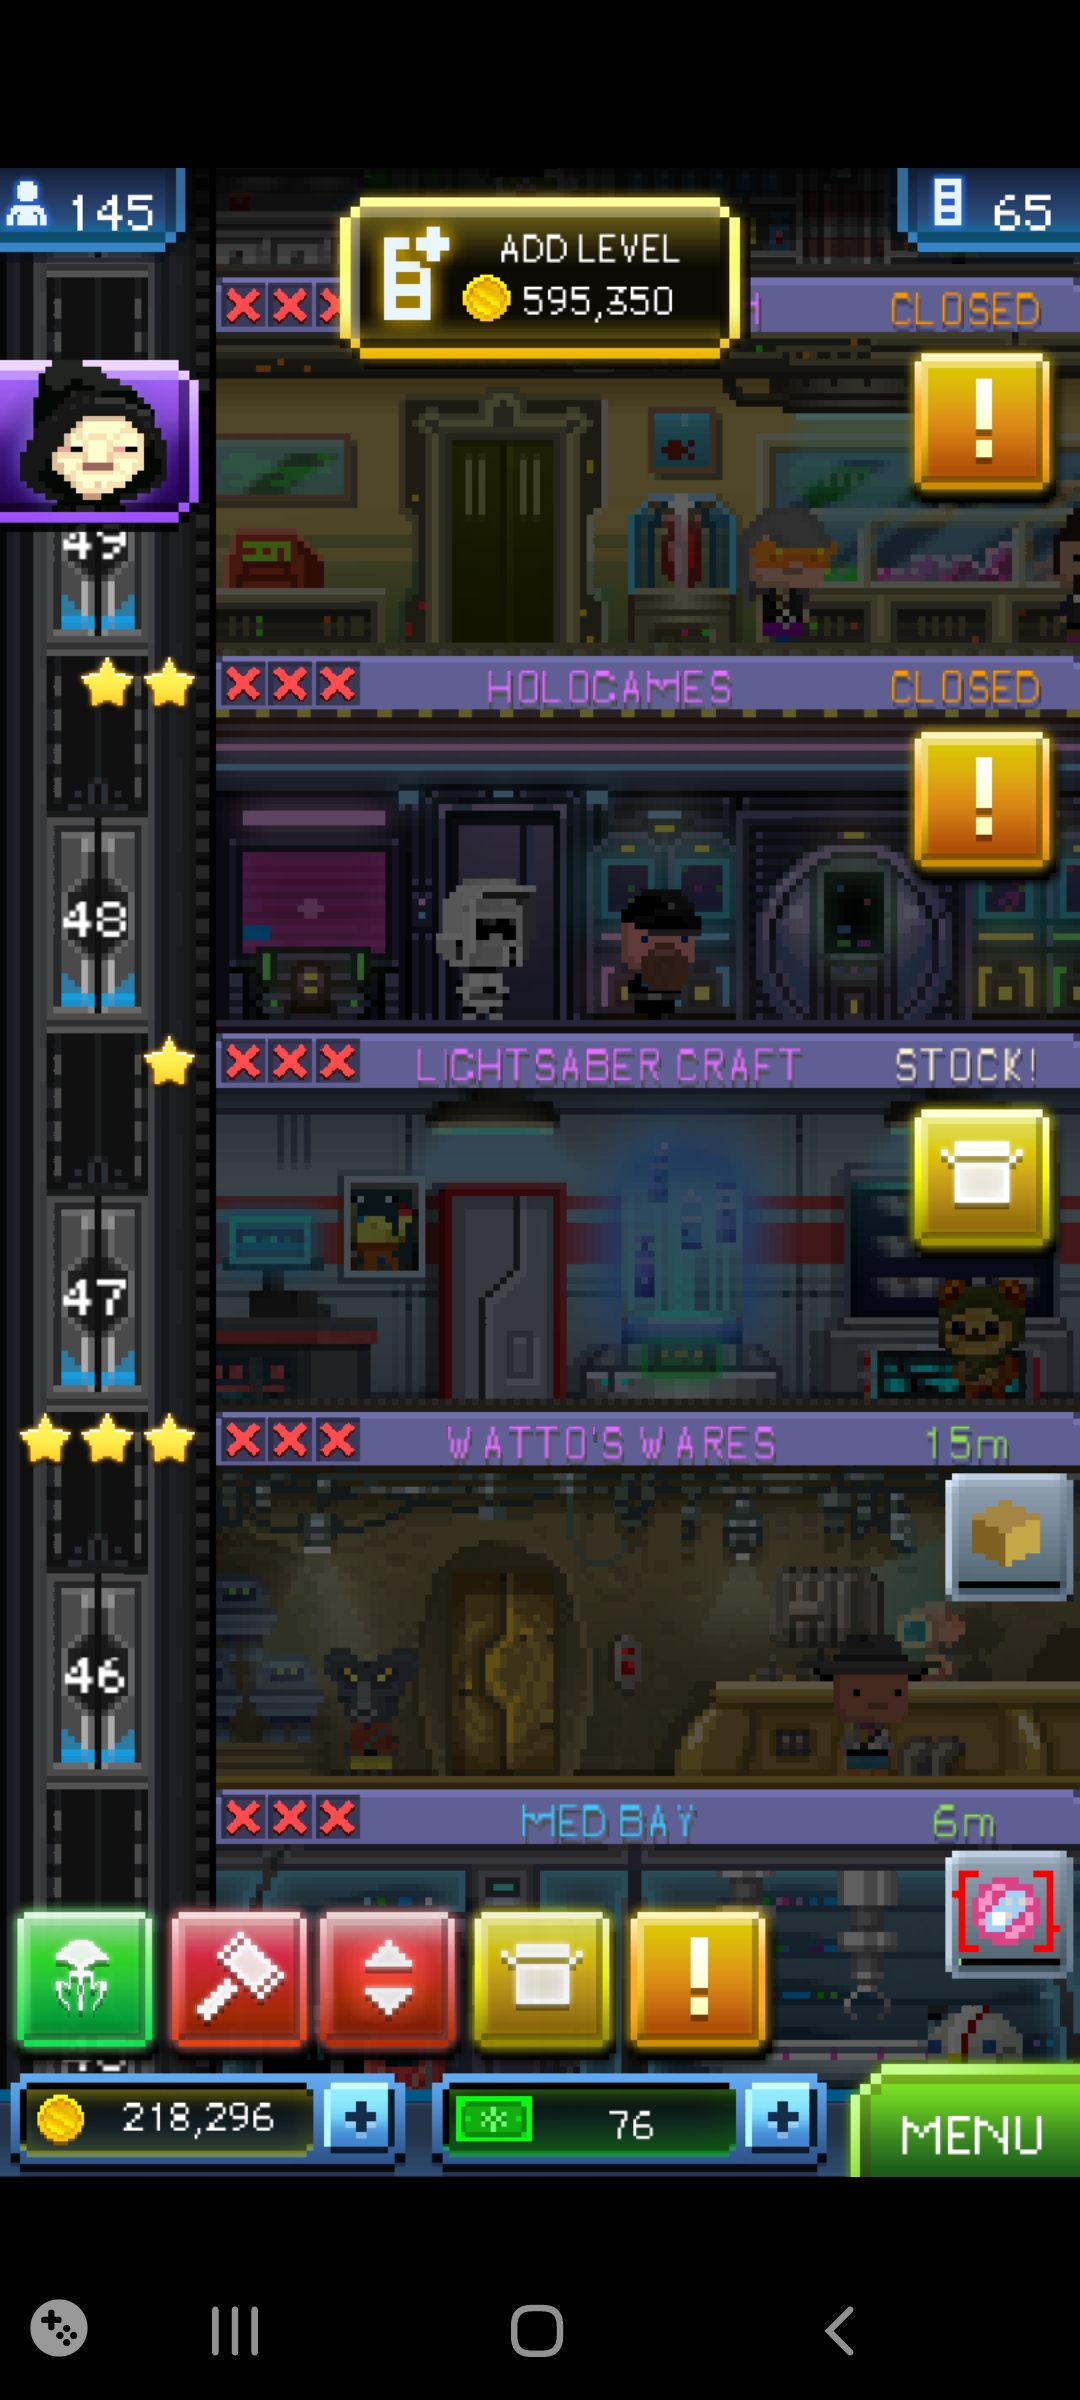 145
65
ADD LEVEL
595,350
CLOSED
49
HOLOGAMES
CLOSED
48
LIGHTSABER CRAFT
STOCK!
47
WATTO'S WARES
15m
46
MED BAY
6m
218,296
76
MENU